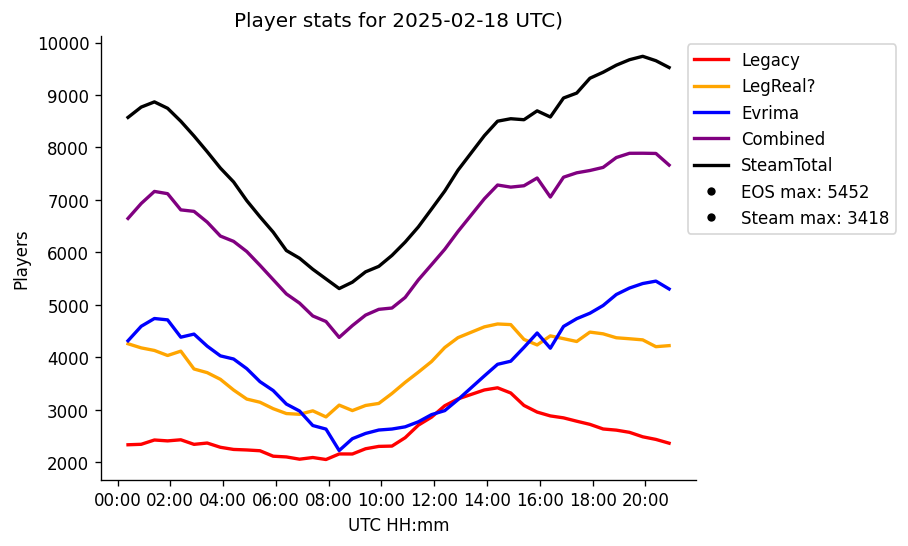 Player stats for 2025-02-18 UTC)
Players
10000
9000
8000
7000
6000
5000
4000
3000
2000
00:00 02:00 04:00 06:00 08:00 10:00 12:00 14:00 16:00 18:00 20:00
UTC HH:mm
Legacy
LegReal?
Evrima
Combined
SteamTotal
EOS max: 5452
Steam max: 3418